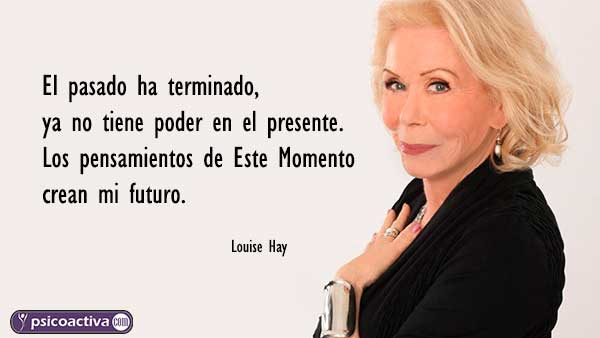 El pasado ha terminado,
ya no tiene poder en el presente.
Los pensamientos de Este Momento
crean mi futuro.
Louise Hay
psicoactiva.com